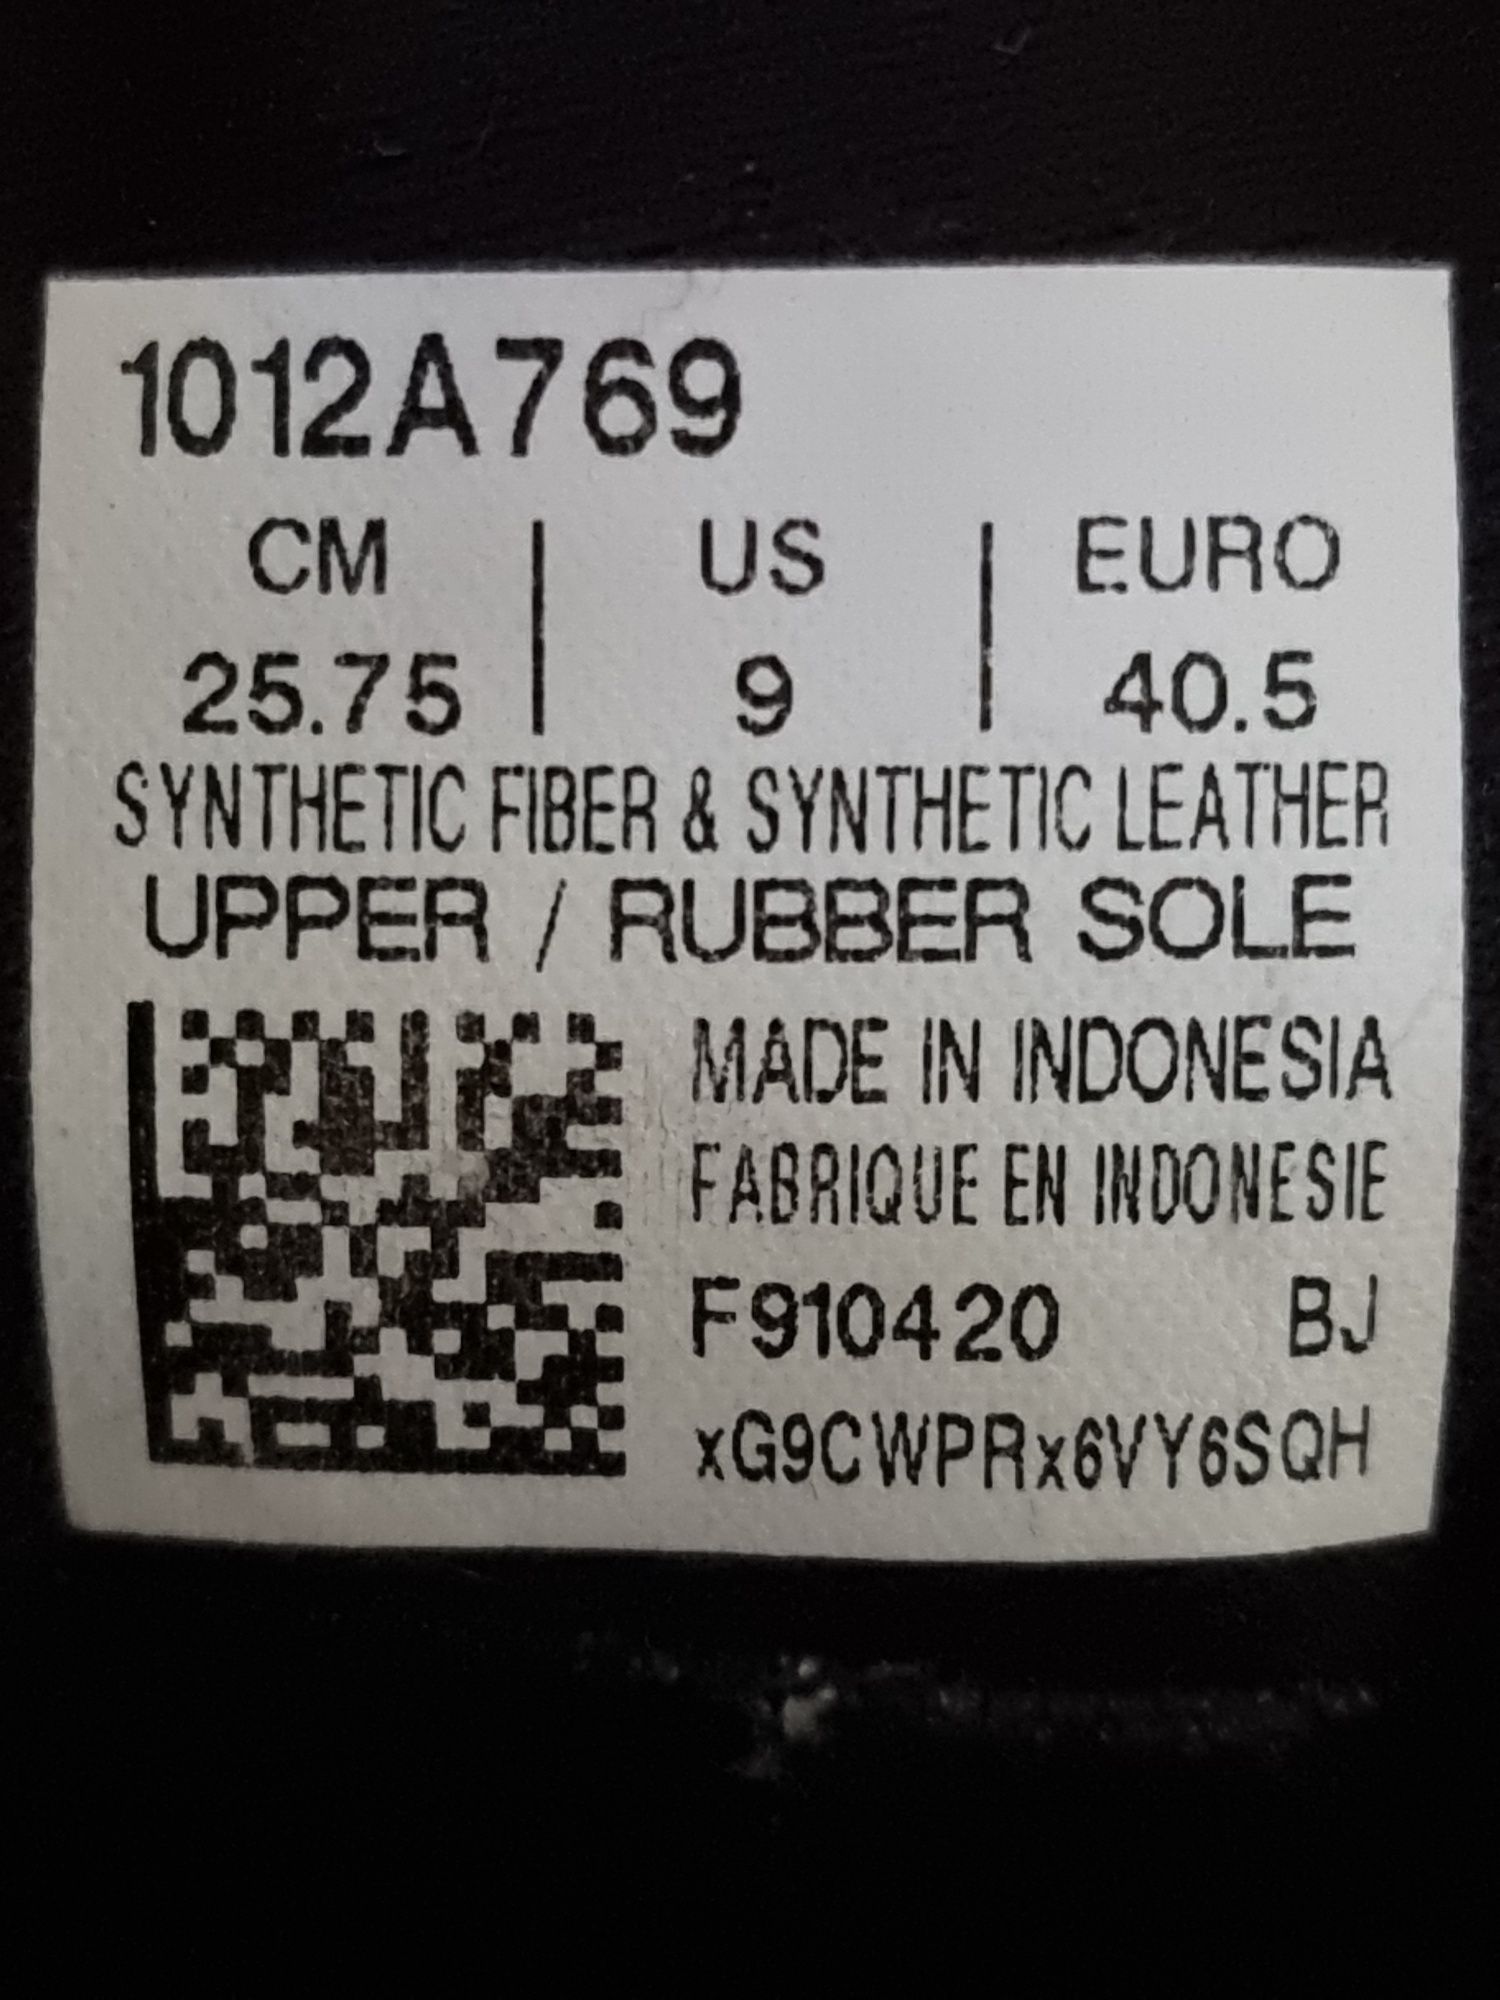 1012A769
CM | US | EURO
25.75 | 9 | 40.5
SYNTHETIC FIBER & SYNTHETIC LEATHER
UPPER / RUBBER SOLE
MADE IN INDONESIA
FABRIQUE EN INDONESIE
F910420 BJ
xG9CWPRx6VY6SQH